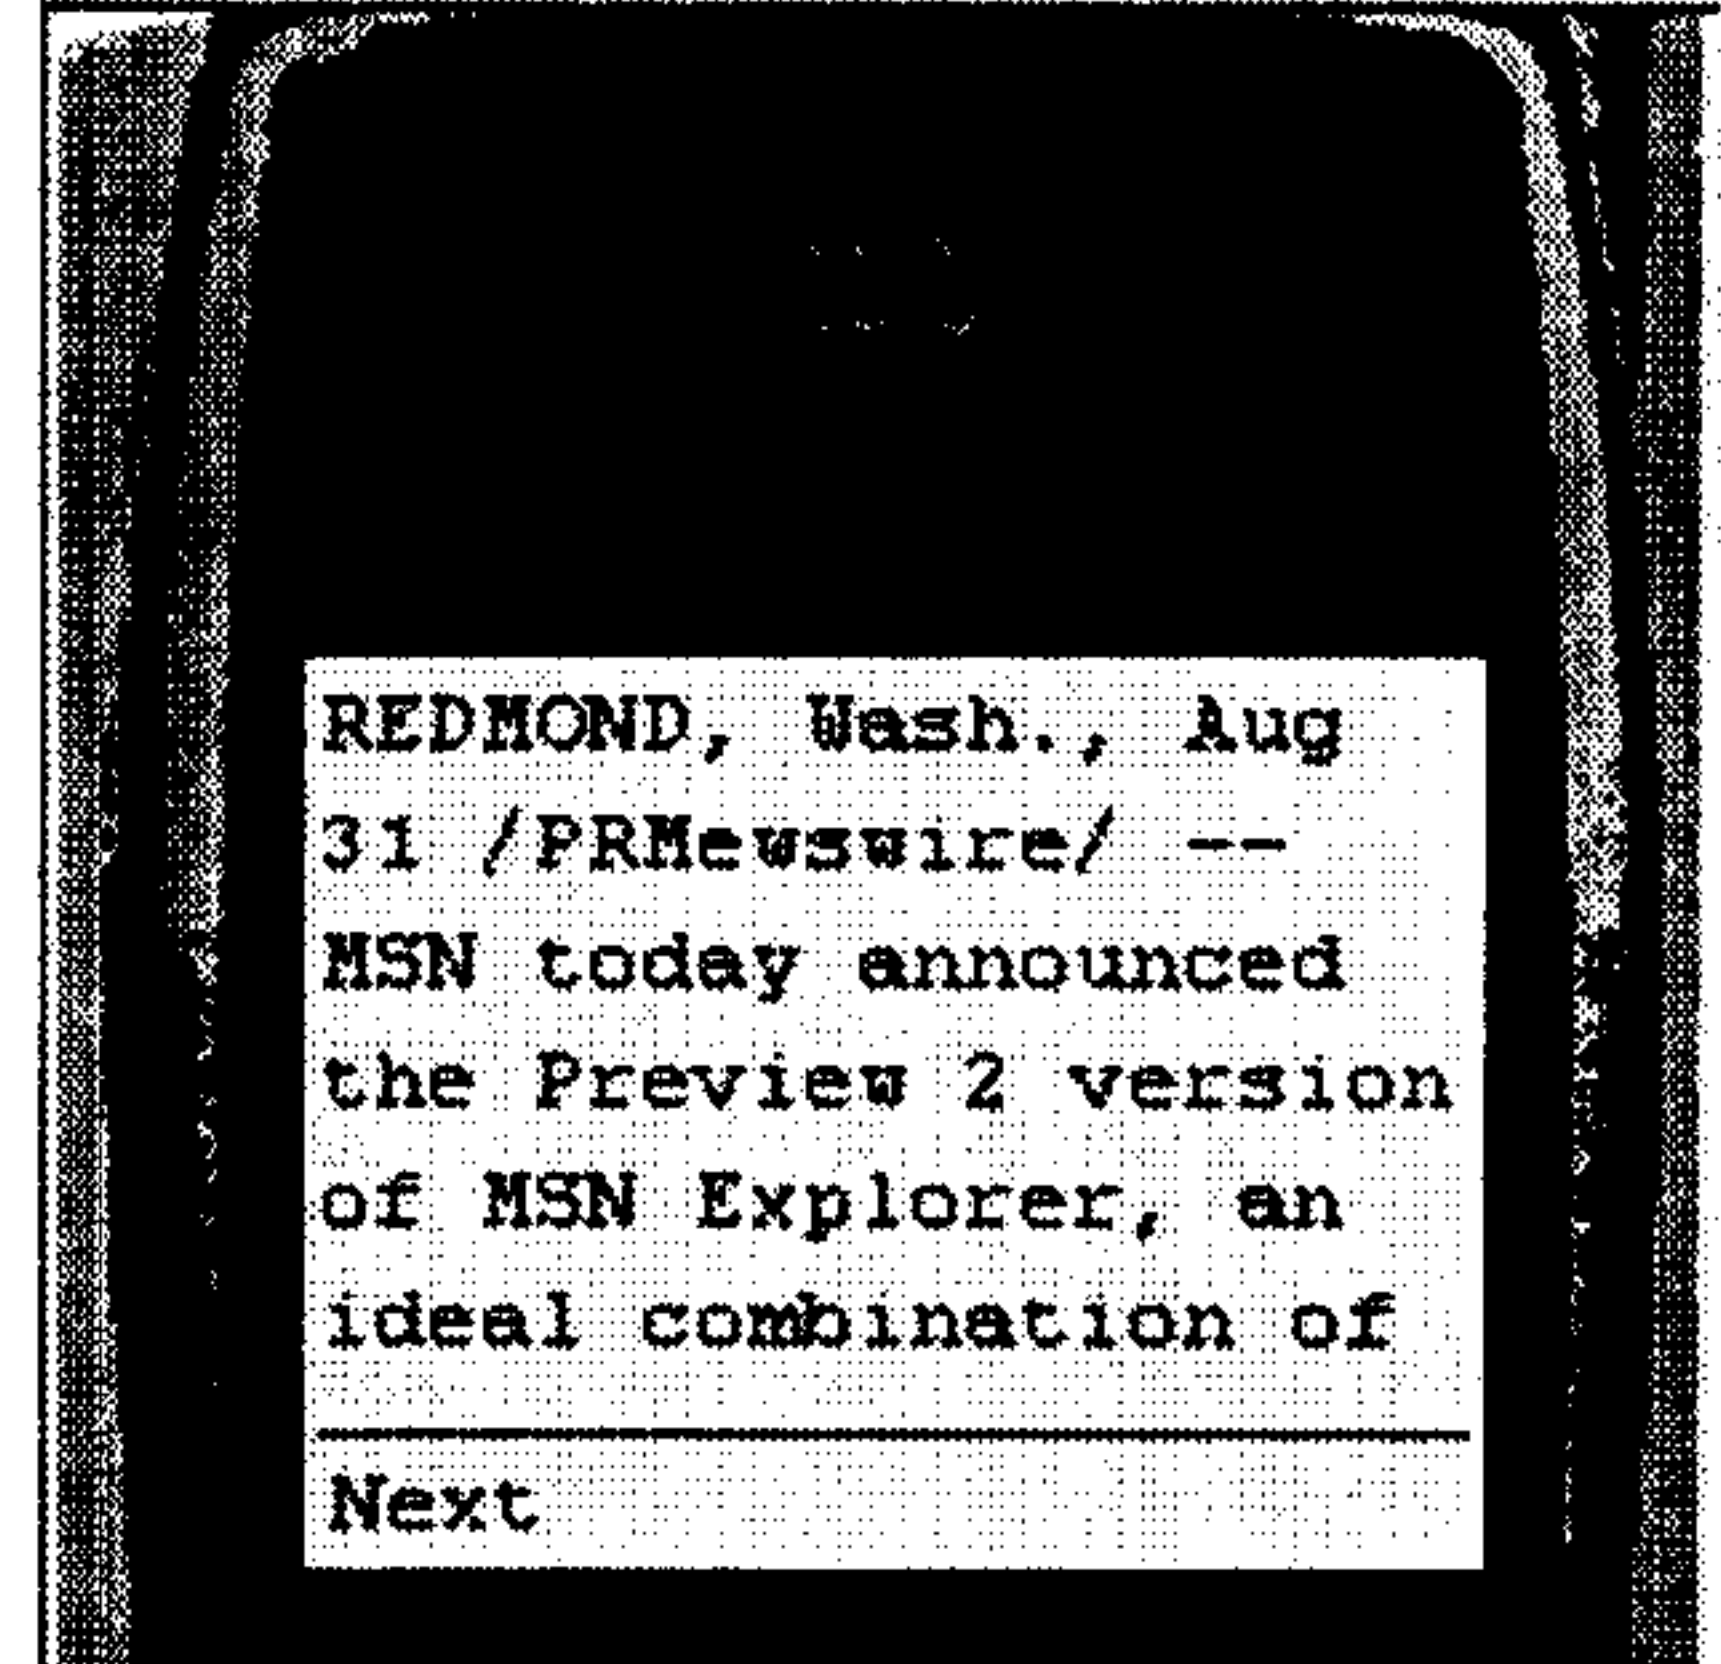 REDMOND, Wash., Aug
31 /PRNewswire/ --
MSN today announced
the Preview 2 version
of MSN Explorer, an
ideal combination of
Next